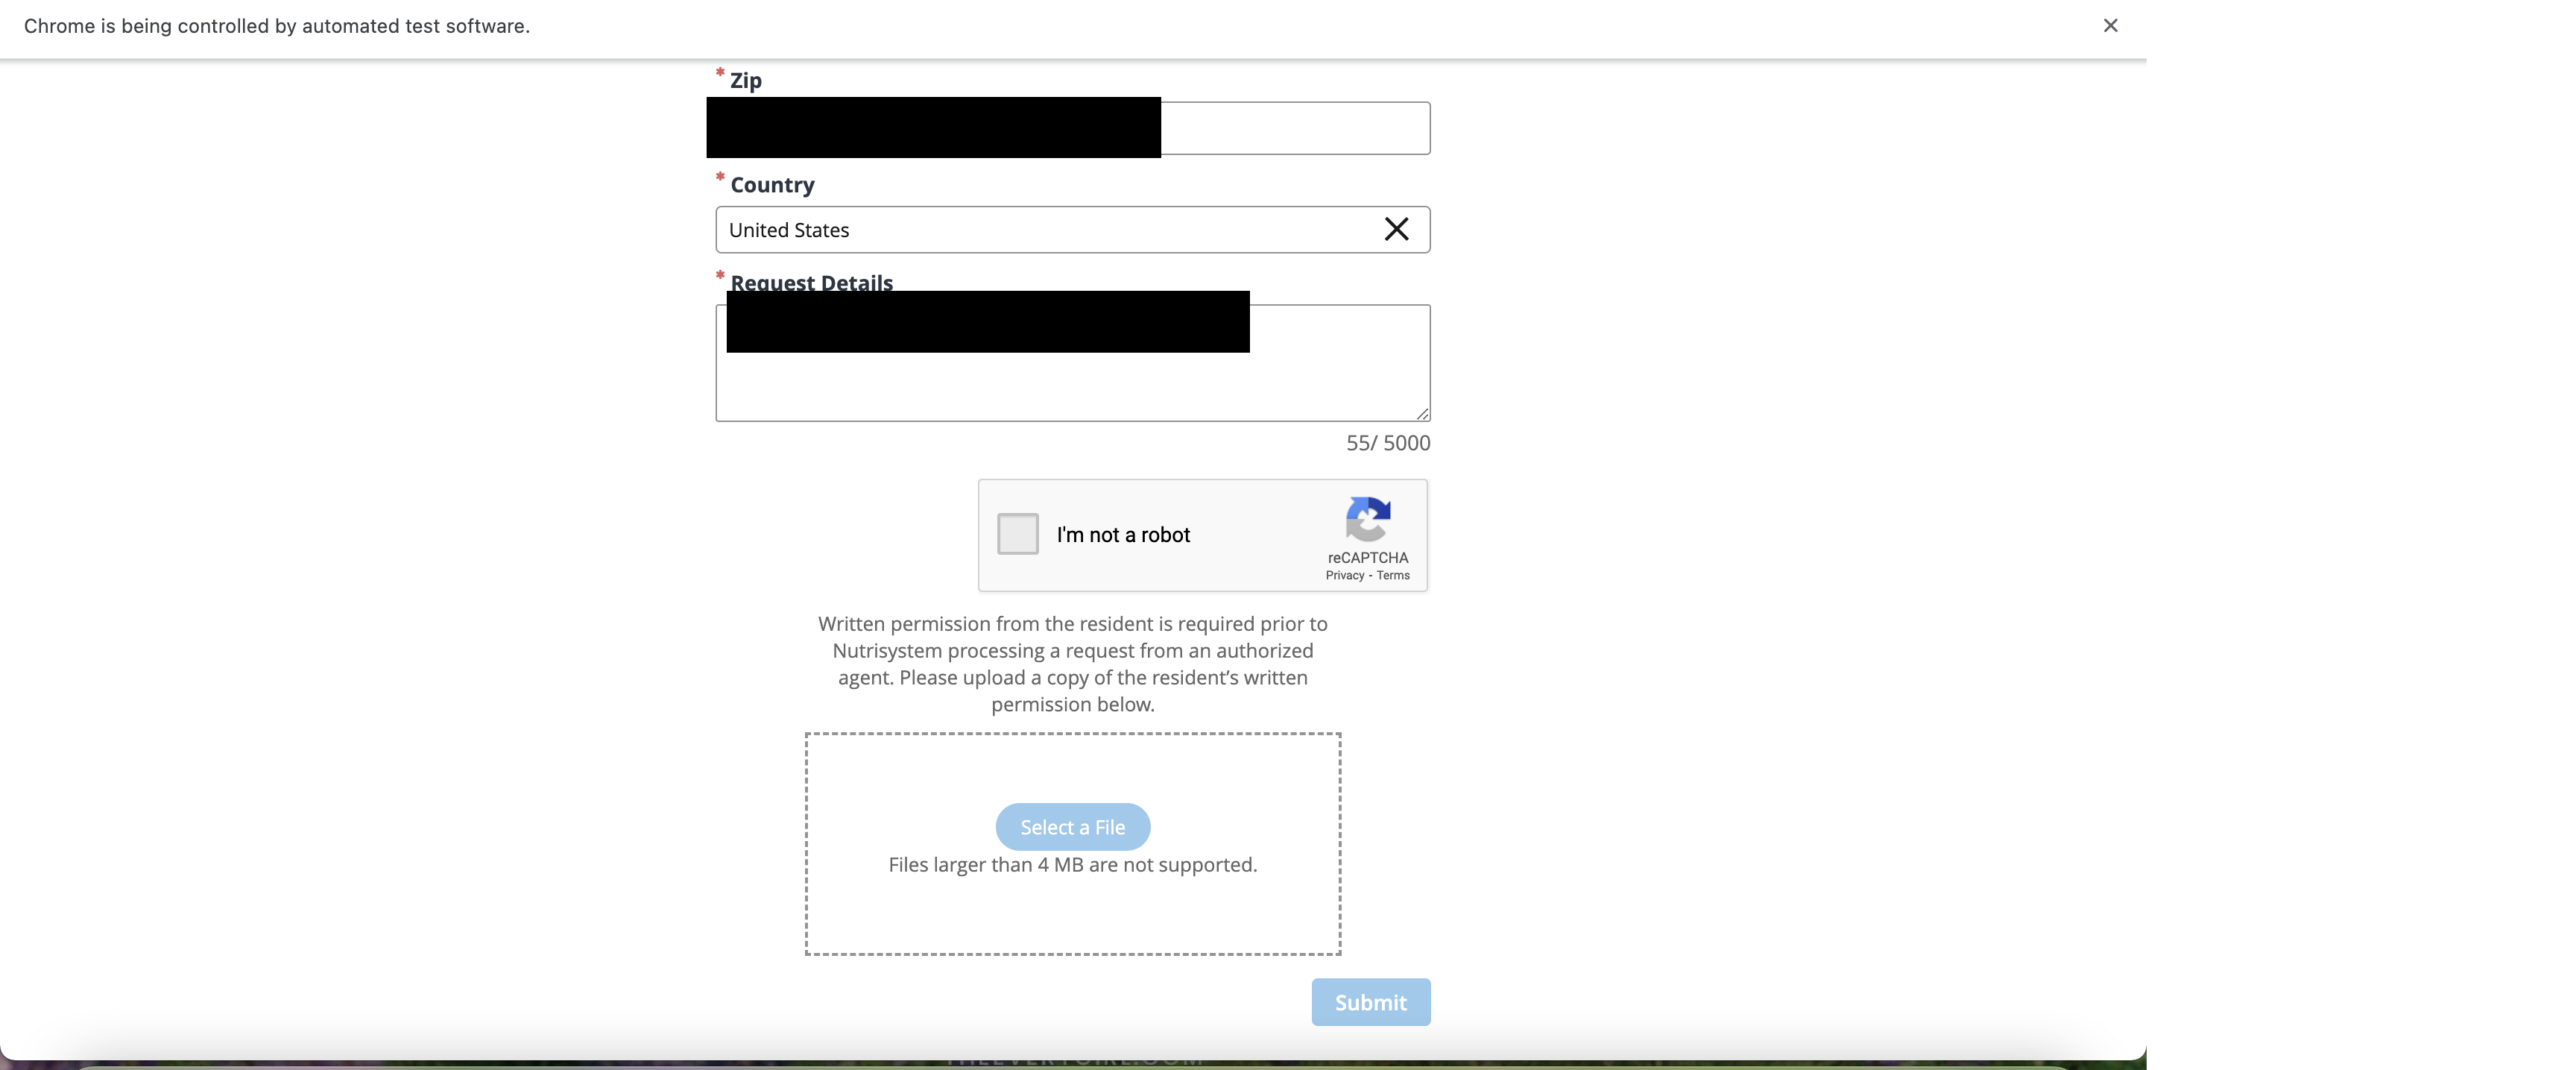 Chrome is being controlled by automated test software.
* Zip
* Country
United States
* Request Details
55/ 5000
I'm not a robot
reCAPTCHA
Privacy - Terms
Written permission from the resident is required prior to
Nutrisystem processing a request from an authorized
agent. Please upload a copy of the resident’s written
permission below.
Select a File
Files larger than 4 MB are not supported.
Submit